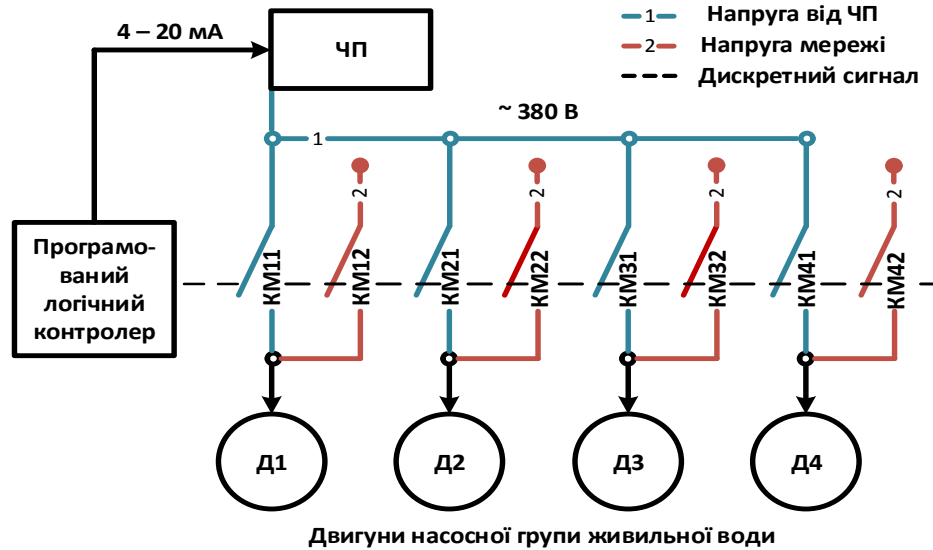 4 – 20 мА
ЧП
1 Напруга від ЧП
2 Напруга мережі
Дискретний сигнал
~ 380 В
1
2
2
2
2
Програмо-
ваний
логічний
контролер
КМ11
КМ12
КМ21
КМ22
КМ31
КМ32
КМ41
КМ42
Д1
Д2
Д3
Д4
Двигуни насосної групи живильної води